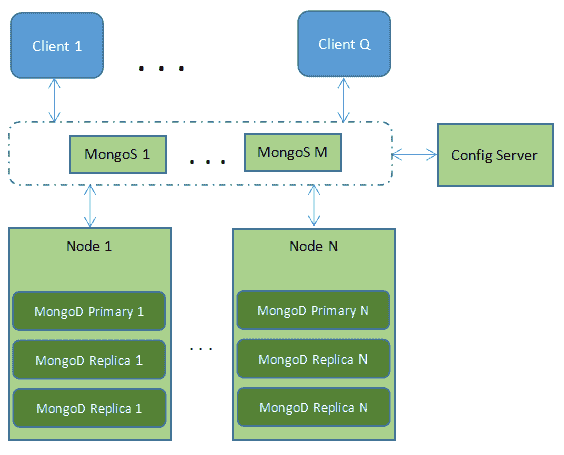 Client 1
. . .
Client Q
MongoS 1
. . .
MongoS M
Config Server
Node 1
MongoD Primary 1
MongoD Replica 1
MongoD Replica 1
. . .
Node N
MongoD Primary N
MongoD Replica N
MongoD Replica N